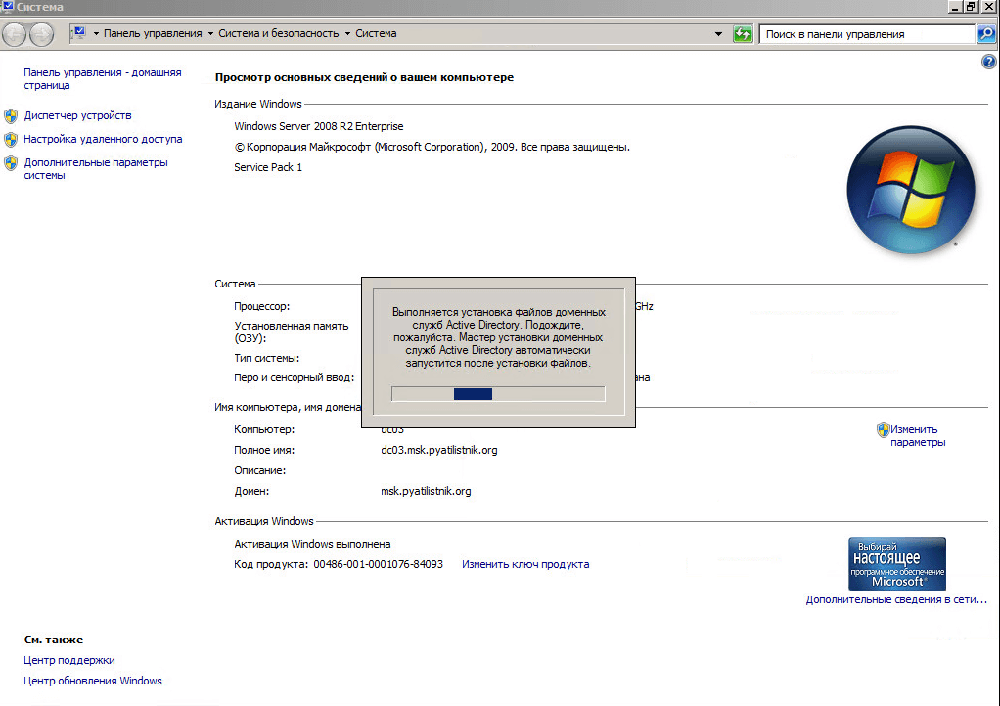 Система
Панель управления
Система и безопасность
Система
Поиск в панели управления
Панель управления - домашняя
страница
Диспетчер устройств
Настройка удаленного доступа
Дополнительные параметры
системы
Просмотр основных сведений о вашем компьютере
Издание Windows
Windows Server 2008 R2 Enterprise
© Корпорация Майкрософт (Microsoft Corporation), 2009. Все права защищены.
Service Pack 1
Система
Процессор:
GHz
Установленная память
(ОЗУ):
Тип системы:
Перо и сенсорный ввод:
Выполняется установка файлов доменных
служб Active Directory. Подождите,
пожалуйста. Мастер установки доменных
служб Active Directory автоматически
запустится после установки файлов.
Имя компьютера, имя домена
Компьютер:
dc03
Изменить
параметры
Полное имя:
dc03.msk.pyatilistnik.org
Описание:
Домен:
msk.pyatilistnik.org
Активация Windows
Активация Windows выполнена
Код продукта: 00486-001-0001076-84093
Изменить ключ продукта
Выбирай
настоящее
программное обеспечение
Microsoft®
Дополнительные сведения в сети...
См. также
Центр поддержки
Центр обновления Windows